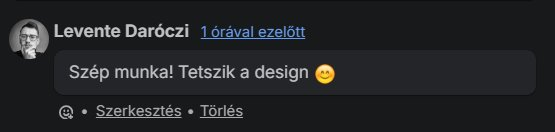 Levente Daróczi 1 órával ezelőtt
Szép munka! Tetszik a design 😊
• Szerkesztés • Törlés